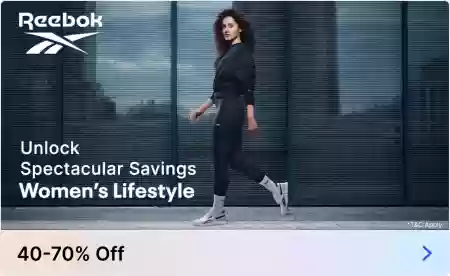 Reebok
Unlock
Spectacular Savings
Women's Lifestyle
*T&C Apply
40-70% Off